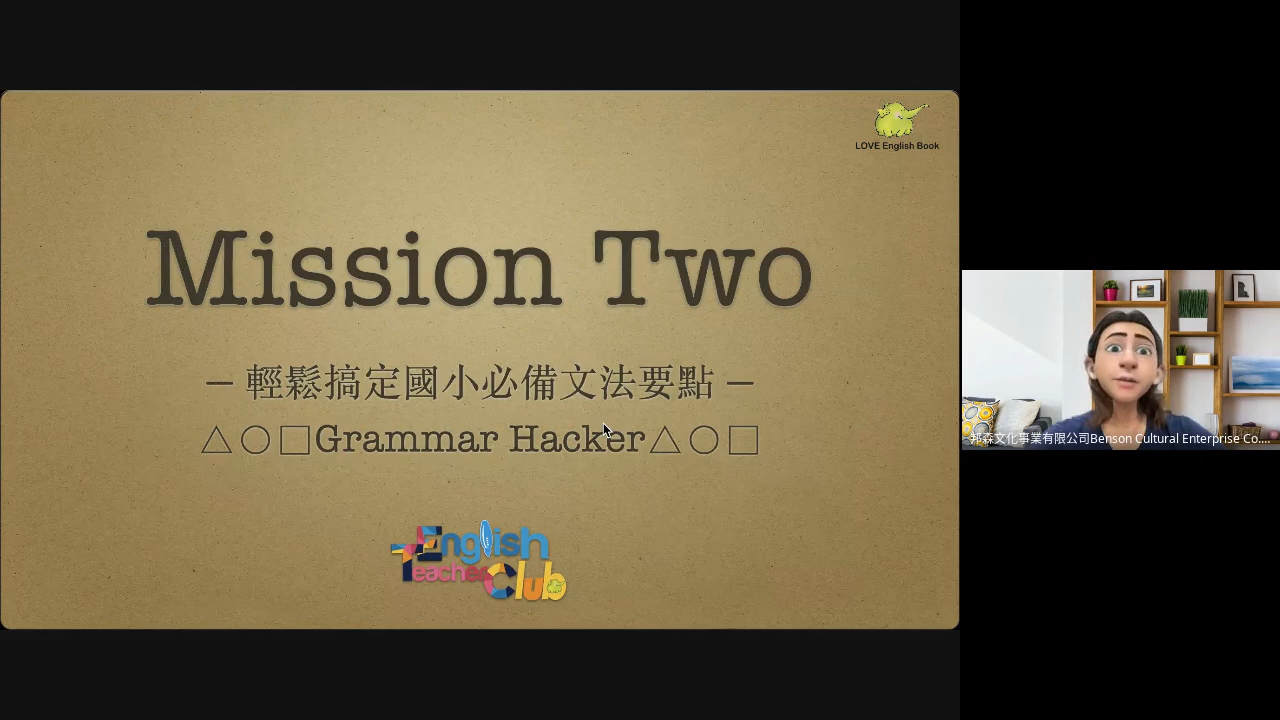 LOVE English Book
Mission Two
— 輕鬆搞定國小必備文法要點 —
△○□Grammar Hacker△○□
English
Teacher Club
邦森文化事業有限公司Benson Cultural Enterprise Co....